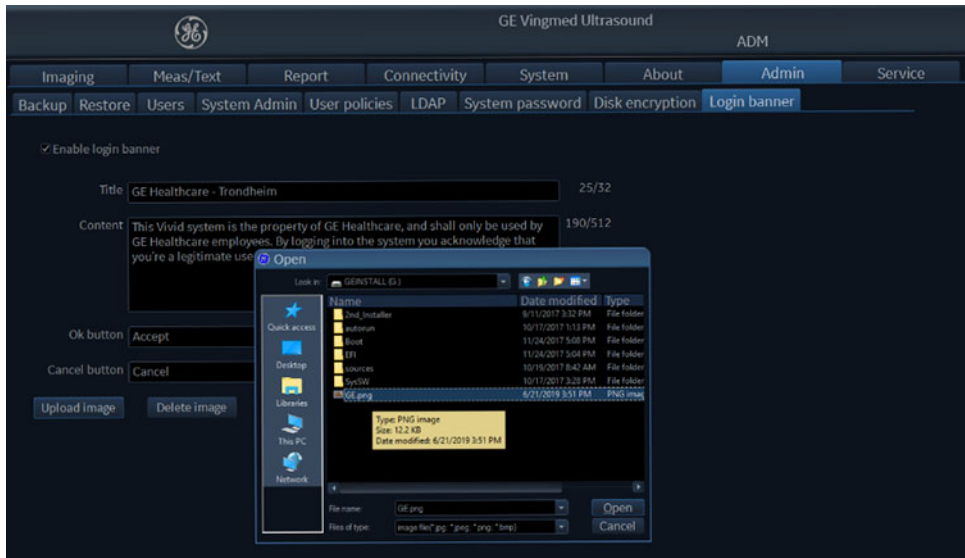 GE Vingmed Ultrasound
ADM
Imaging Meas/Text Report Connectivity System About Admin Service
Backup Restore Users System Admin User policies LDAP System password Disk encryption Login banner
Enable login banner
Title GE Healthcare - Trondheim 25/32
Content This Vivid system is the property of GE Healthcare, and shall only be used by 190/512
GE Healthcare employees. By logging into the system you acknowledge that
you're a legitimate use
Ok button Accept
Cancel button Cancel
Upload image Delete image
Open
Look in: GEINSTALL (G:)
Name Date modified Type
2nd_Installer 9/11/2017 3:32 PM File folder
autorun 10/17/2017 1:13 PM File folder
Boot 11/24/2017 5:08 PM File folder
EFI 11/24/2017 5:04 PM File folder
sources 10/19/2017 8:42 AM File folder
SysSW 10/17/2017 3:28 PM File folder
GE.png 6/21/2019 3:51 PM PNG imag
Type: PNG image
Size: 12.2 KB
Date modified: 6/21/2019 3:51 PM
Quick access
Desktop
Libraries
This PC
Network
File name: GE.png Open
Files of type: image file(*.jpg; *.jpeg; *.png; *.bmp) Cancel